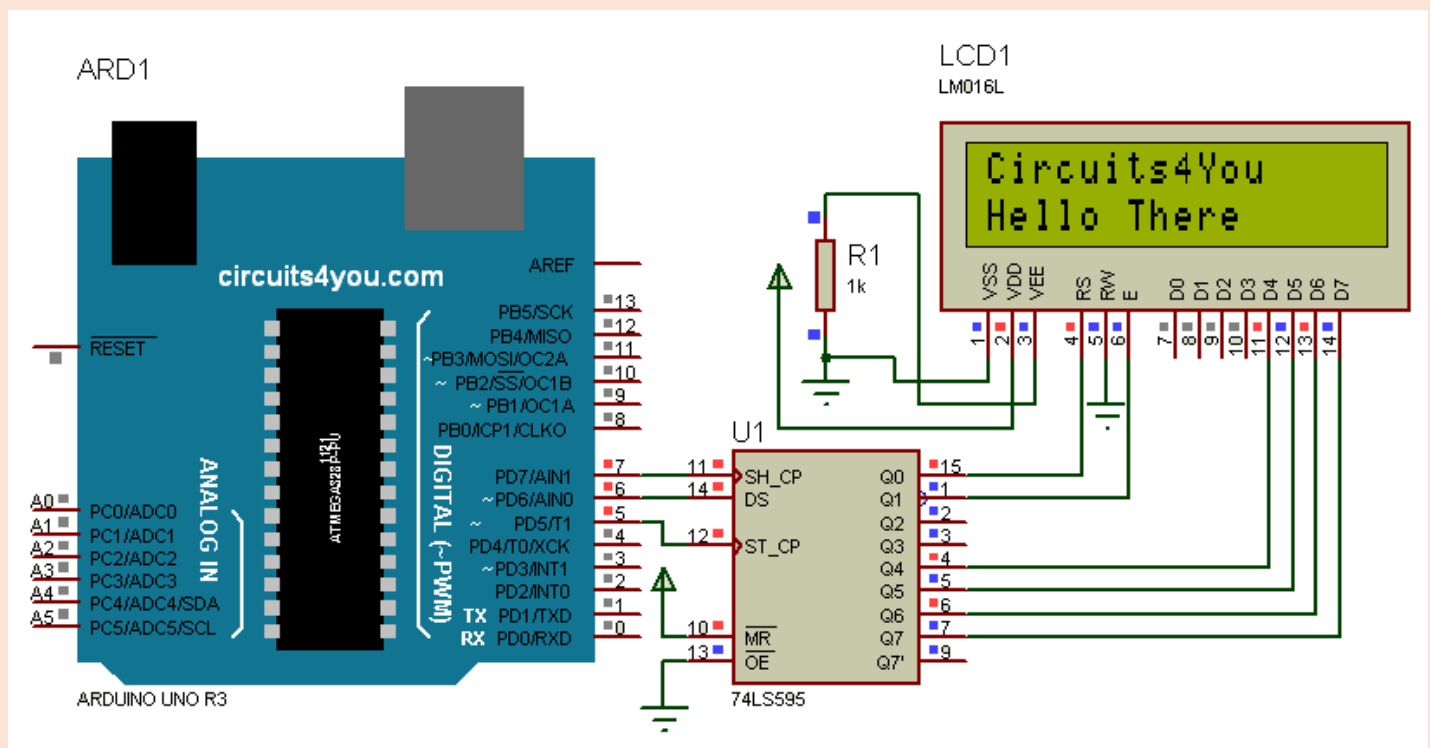 ARD1
LCD1
LM016L
Circuits4You
Hello There
circuits4you.com
AREF
RESET
PB5/SCK 13
PB4/MISO 12
~PB3/MOSI/OC2A 11
~ PB2/SS/OC1B 10
~ PB1/OC1A 9
PB0/ICP1/CLKO 8
PD7/AIN1 7
~PD6/AIN0 6
~ PD5/T1 5
PD4/T0/XCK 4
~PD3/INT1 3
PD2/INT0 2
TX PD1/TXD 1
RX PD0/RXD 0
DIGITAL (~PWM)
ANALOG IN
A0 PC0/ADC0
A1 PC1/ADC1
A2 PC2/ADC2
A3 PC3/ADC3
A4 PC4/ADC4/SDA
A5 PC5/ADC5/SCL
1121
ATMEGA328P-PU
ARDUINO UNO R3
R1
1k
VSS
VDD
VEE
RS
RW
E
D0
D1
D2
D3
D4
D5
D6
D7
1
2
3
4
5
6
7
8
9
10
11
12
13
14
U1
11 SH_CP
14 DS
12 ST_CP
10 MR
13 OE
Q0 15
Q1 1
Q2 2
Q3 3
Q4 4
Q5 5
Q6 6
Q7 7
Q7' 9
74LS595